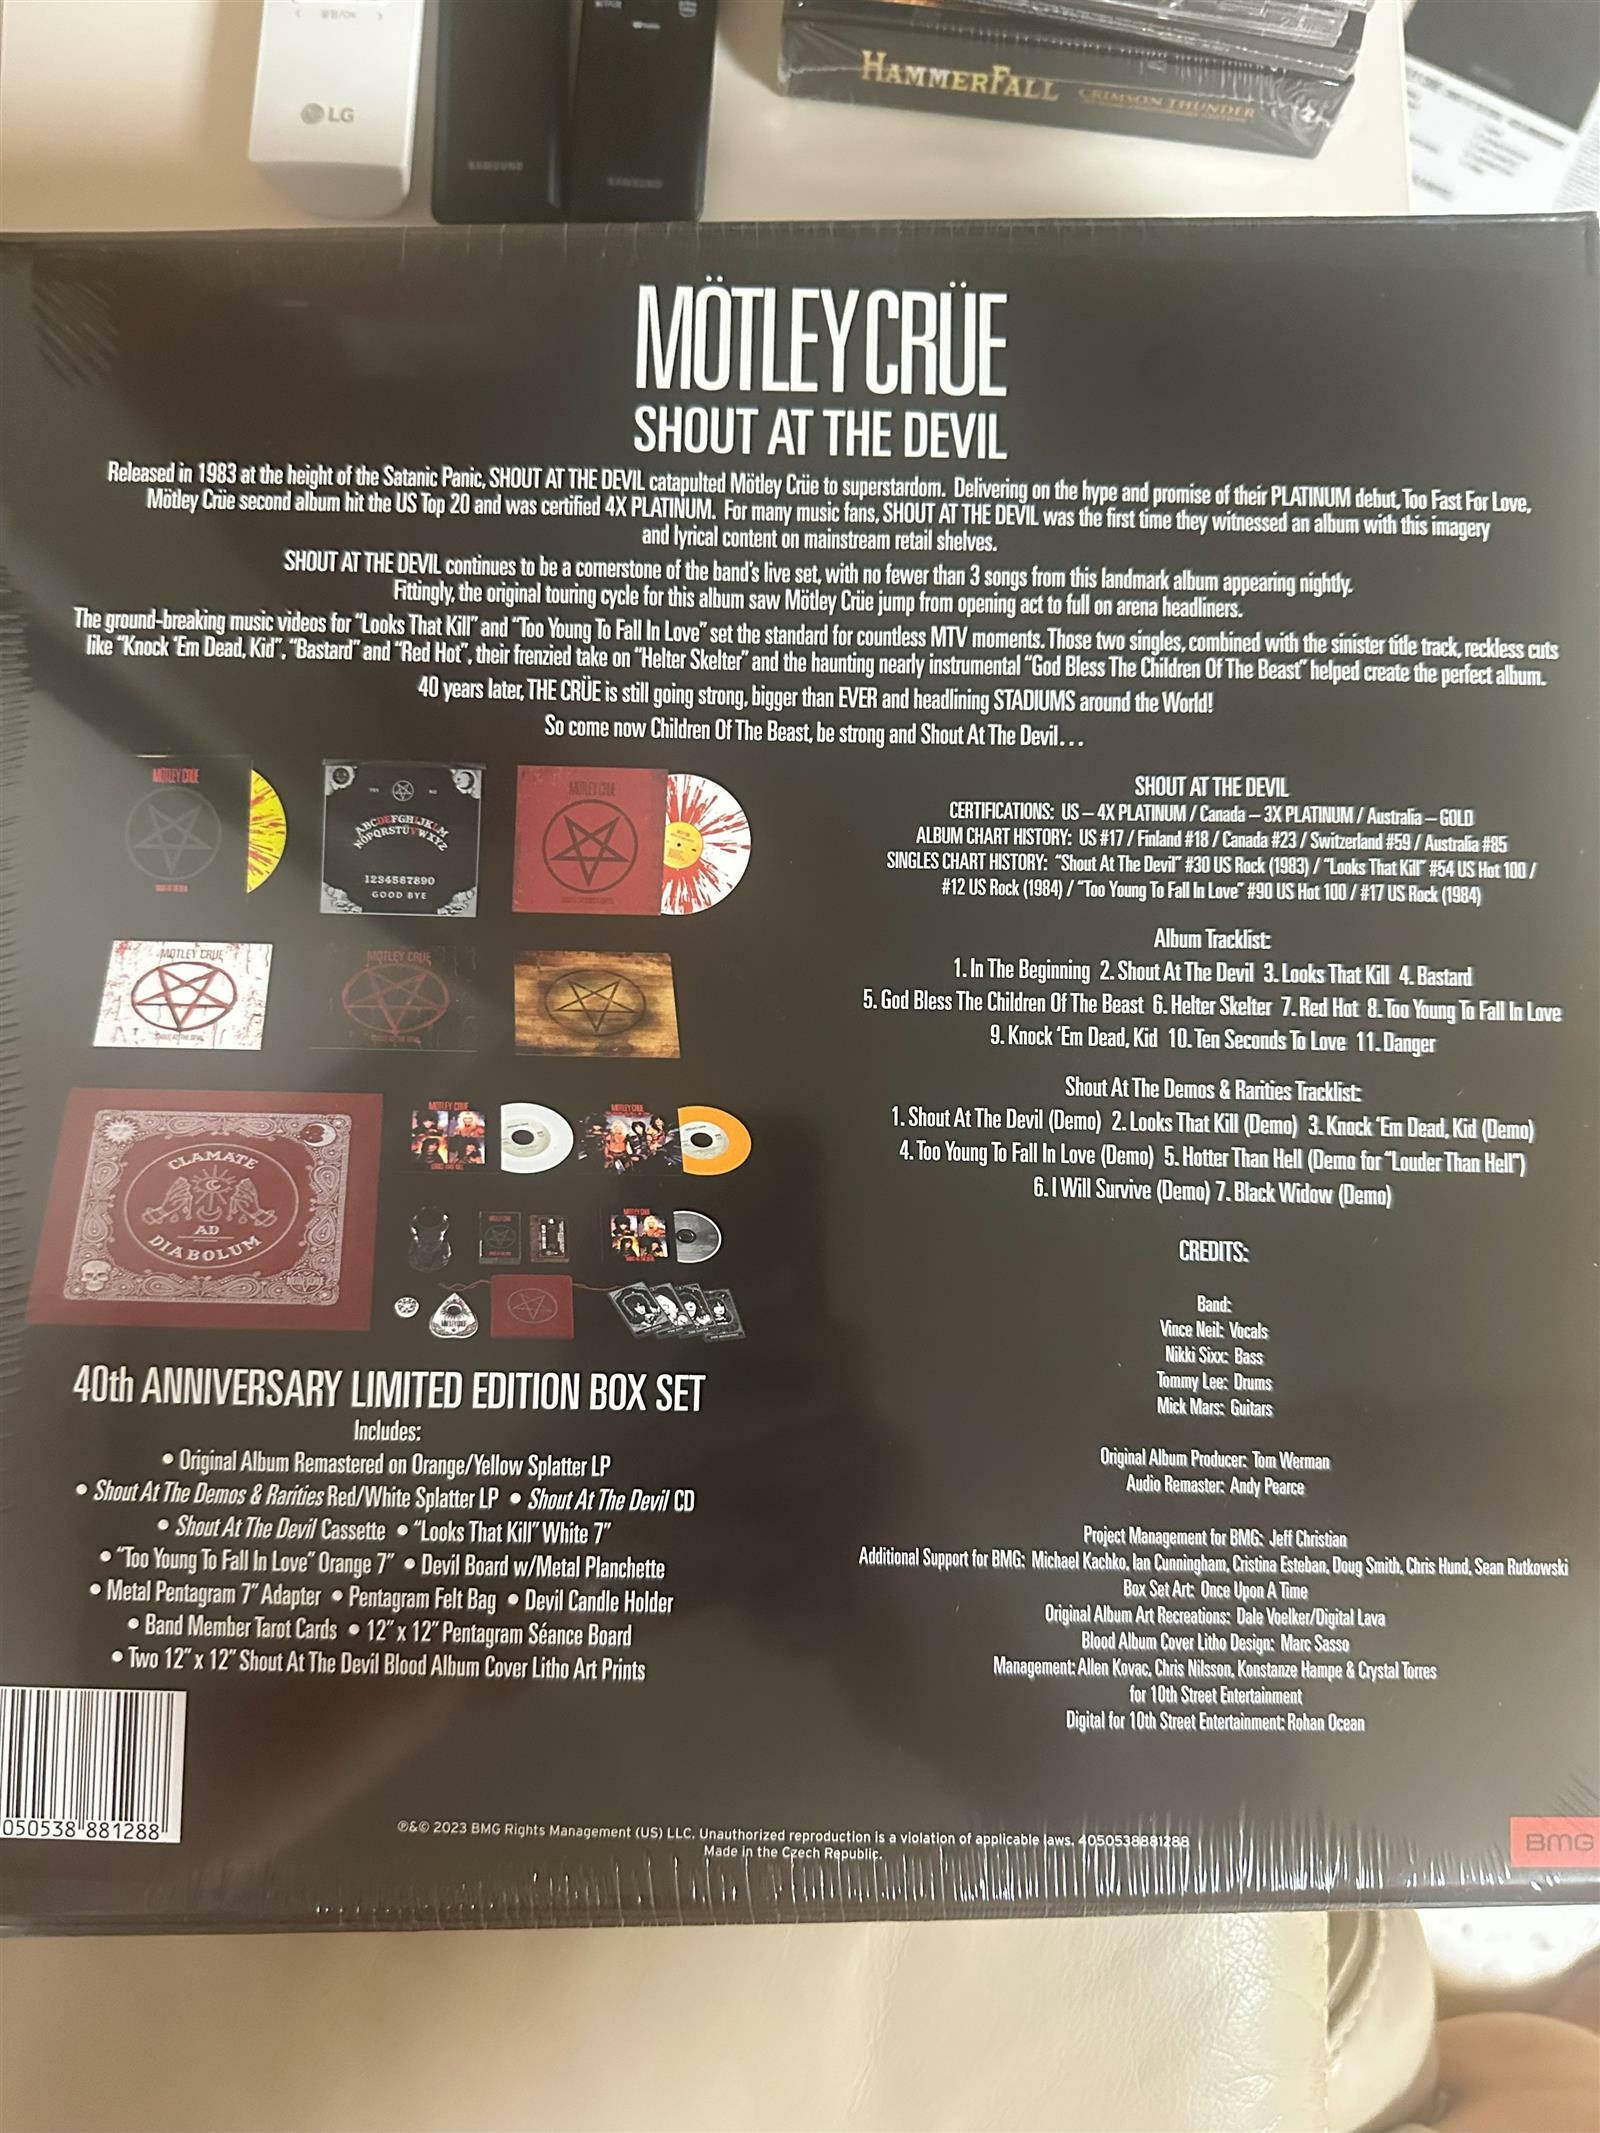 LG
SAMSUNG
SAMSUNG
HAMMERFALL
CRIMSON THUNDER
MÖTLEY CRÜE
SHOUT AT THE DEVIL
Released in 1983 at the height of the Satanic Panic, SHOUT AT THE DEVIL catapulted Mötley Crüe to superstardom. Delivering on the hype and promise of their PLATINUM debut, Too Fast For Love,
Mötley Crüe second album hit the US Top 20 and was certified 4X PLATINUM. For many music fans, SHOUT AT THE DEVIL was the first time they witnessed an album with this imagery
and lyrical content on mainstream retail shelves.
SHOUT AT THE DEVIL continues to be a cornerstone of the band's live set, with no fewer than 3 songs from this landmark album appearing nightly.
Fittingly, the original touring cycle for this album saw Mötley Crüe jump from opening act to full on arena headliners.
The ground-breaking music videos for "Looks That Kill" and "Too Young To Fall In Love" set the standard for countless MTV moments. Those two singles, combined with the sinister title track, reckless cuts
like "Knock 'Em Dead, Kid", "Bastard" and "Red Hot", their frenzied take on "Helter Skelter" and the haunting nearly instrumental "God Bless The Children Of The Beast" helped create the perfect album.
40 years later, THE CRÜE is still going strong, bigger than EVER and headlining STADIUMS around the World!
So come now Children Of The Beast, be strong and Shout At The Devil...
MÖTLEY CRÜE
YES
NO
ABCDEFGHIJKLM
NOPQRSTUVWXYZ
1234567890
GOOD BYE
MÖTLEY CRÜE
MÖTLEY CRÜE
SHOUT AT THE DEVIL
MÖTLEY CRÜE
CLAMATE
AD
DIABOLUM
MÖTLEY CRÜE
MÖTLEY CRÜE
40th ANNIVERSARY LIMITED EDITION BOX SET
Includes:
• Original Album Remastered on Orange/Yellow Splatter LP
• Shout At The Demos & Rarities Red/White Splatter LP • Shout At The Devil CD
• Shout At The Devil Cassette • "Looks That Kill" White 7"
• "Too Young To Fall In Love" Orange 7" • Devil Board w/Metal Planchette
• Metal Pentagram 7" Adapter • Pentagram Felt Bag • Devil Candle Holder
• Band Member Tarot Cards • 12" x 12" Pentagram Séance Board
• Two 12" x 12" Shout At The Devil Blood Album Cover Litho Art Prints
SHOUT AT THE DEVIL
CERTIFICATIONS: US – 4X PLATINUM / Canada – 3X PLATINUM / Australia – GOLD
ALBUM CHART HISTORY: US #17 / Finland #18 / Canada #23 / Switzerland #59 / Australia #85
SINGLES CHART HISTORY: "Shout At The Devil" #30 US Rock (1983) / "Looks That Kill" #54 US Hot 100 /
#12 US Rock (1984) / "Too Young To Fall In Love" #90 US Hot 100 / #17 US Rock (1984)
Album Tracklist:
1. In The Beginning 2. Shout At The Devil 3. Looks That Kill 4. Bastard
5. God Bless The Children Of The Beast 6. Helter Skelter 7. Red Hot 8. Too Young To Fall In Love
9. Knock 'Em Dead, Kid 10. Ten Seconds To Love 11. Danger
Shout At The Demos & Rarities Tracklist:
1. Shout At The Devil (Demo) 2. Looks That Kill (Demo) 3. Knock 'Em Dead, Kid (Demo)
4. Too Young To Fall In Love (Demo) 5. Hotter Than Hell (Demo for "Louder Than Hell")
6. I Will Survive (Demo) 7. Black Widow (Demo)
CREDITS:
Band:
Vince Neil: Vocals
Nikki Sixx: Bass
Tommy Lee: Drums
Mick Mars: Guitars
Original Album Producer: Tom Werman
Audio Remaster: Andy Pearce
Project Management for BMG: Jeff Christian
Additional Support for BMG: Michael Kachko, Ian Cunningham, Cristina Esteban, Doug Smith, Chris Hund, Sean Rutkowski
Box Set Art: Once Upon A Time
Original Album Art Recreations: Dale Voelker/Digital Lava
Blood Album Cover Litho Design: Marc Sasso
Management: Allen Kovac, Chris Nilsson, Konstanze Hampe & Crystal Torres
for 10th Street Entertainment
Digital for 10th Street Entertainment: Rohan Ocean
050538 881288
℗&© 2023 BMG Rights Management (US) LLC. Unauthorized reproduction is a violation of applicable laws. 4050538881288
Made in the Czech Republic.
BMG